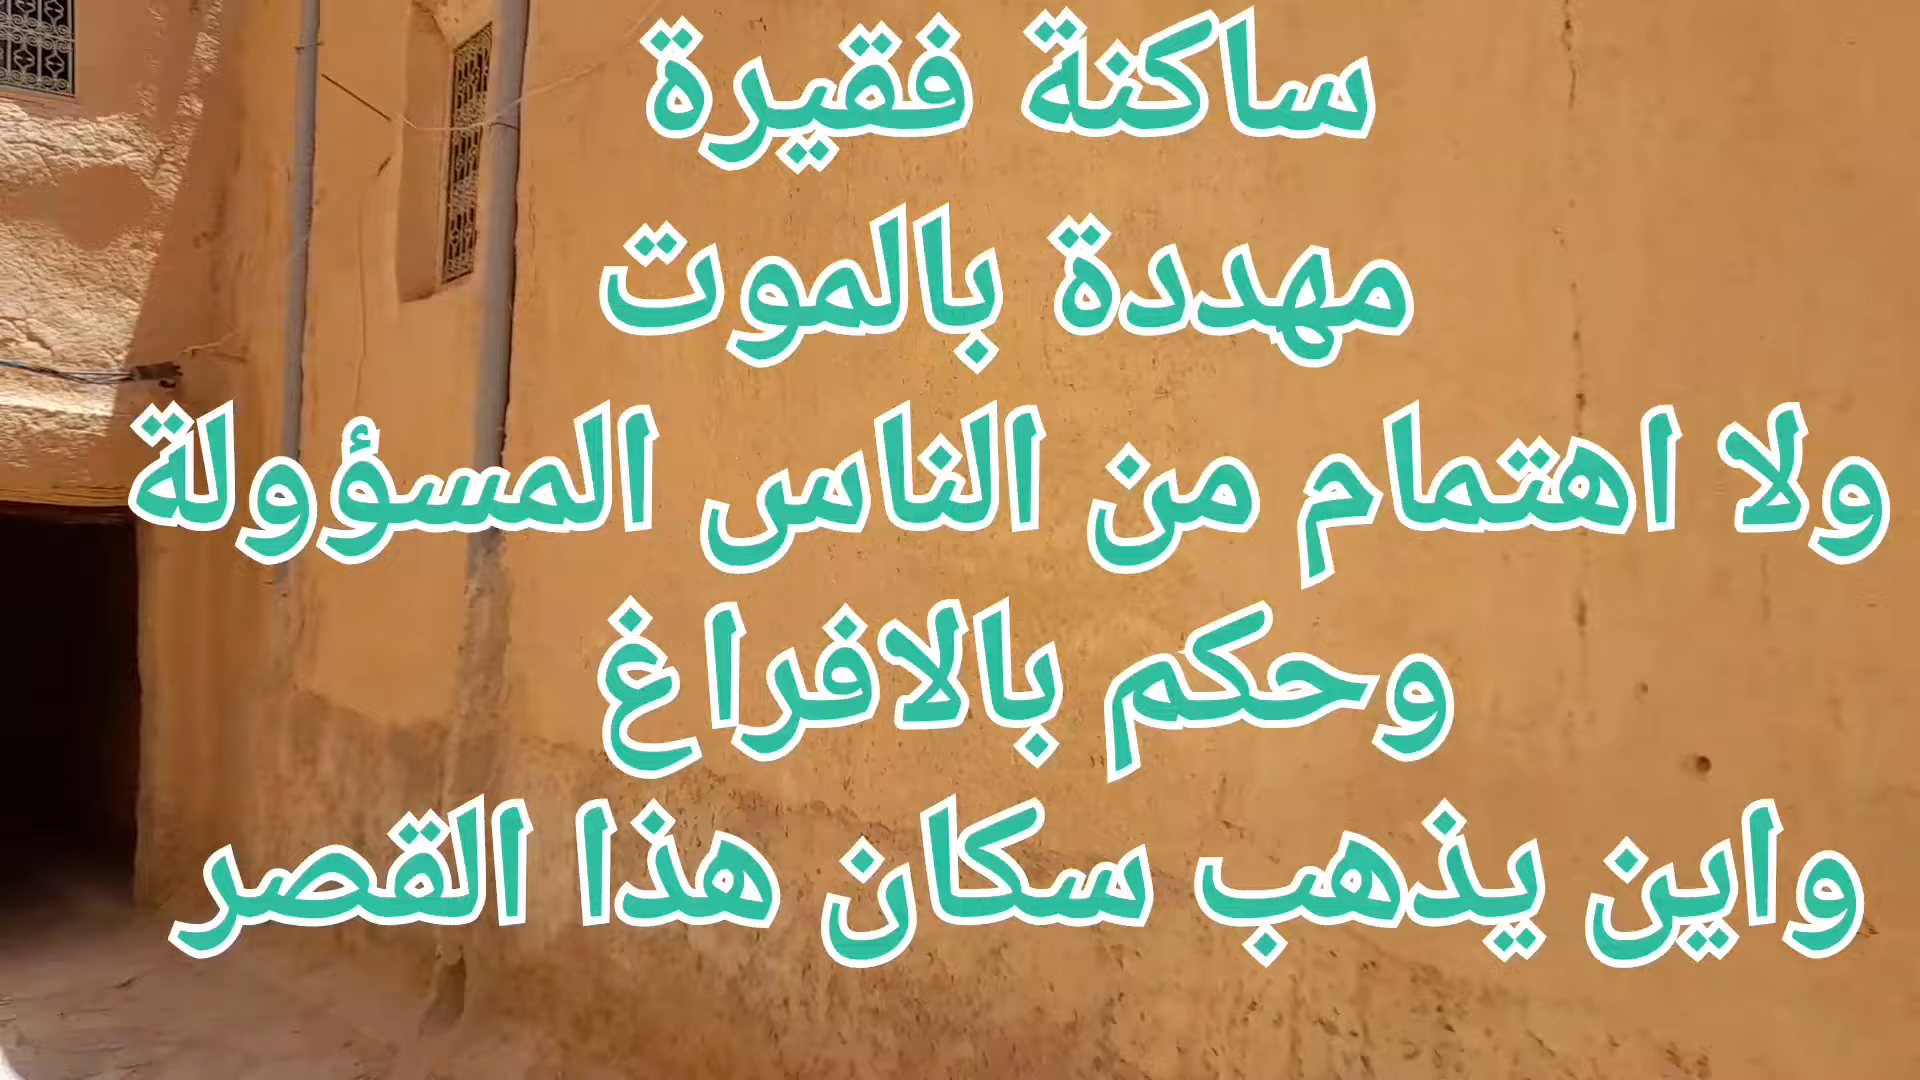 ساكنة فقيرة
مهددة بالموت
ولا اهتمام من الناس المسؤولة
وحكم بالافراغ
واين يذهب سكان هذا القصر